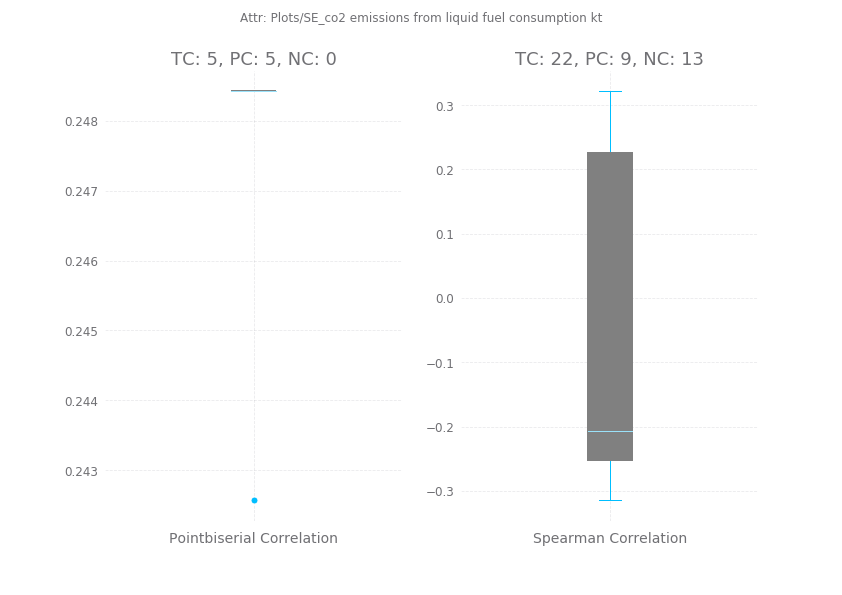 Attr: Plots/SE_co2 emissions from liquid fuel consumption kt
TC: 5, PC: 5, NC: 0
0.248
0.247
0.246
0.245
0.244
0.243
Pointbiserial Correlation
TC: 22, PC: 9, NC: 13
0.3
0.2
0.1
0.0
−0.1
−0.2
−0.3
Spearman Correlation